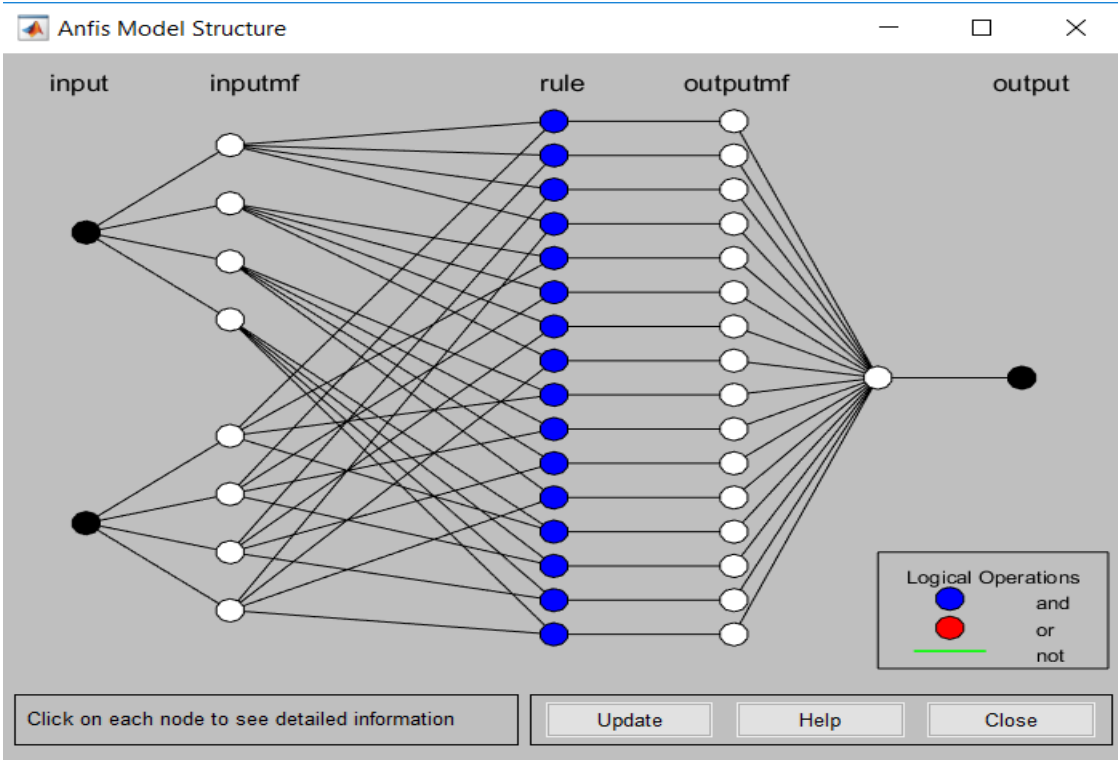 Anfis Model Structure
input inputmf rule outputmf output
Logical Operations
and
or
not
Click on each node to see detailed information
Update Help Close